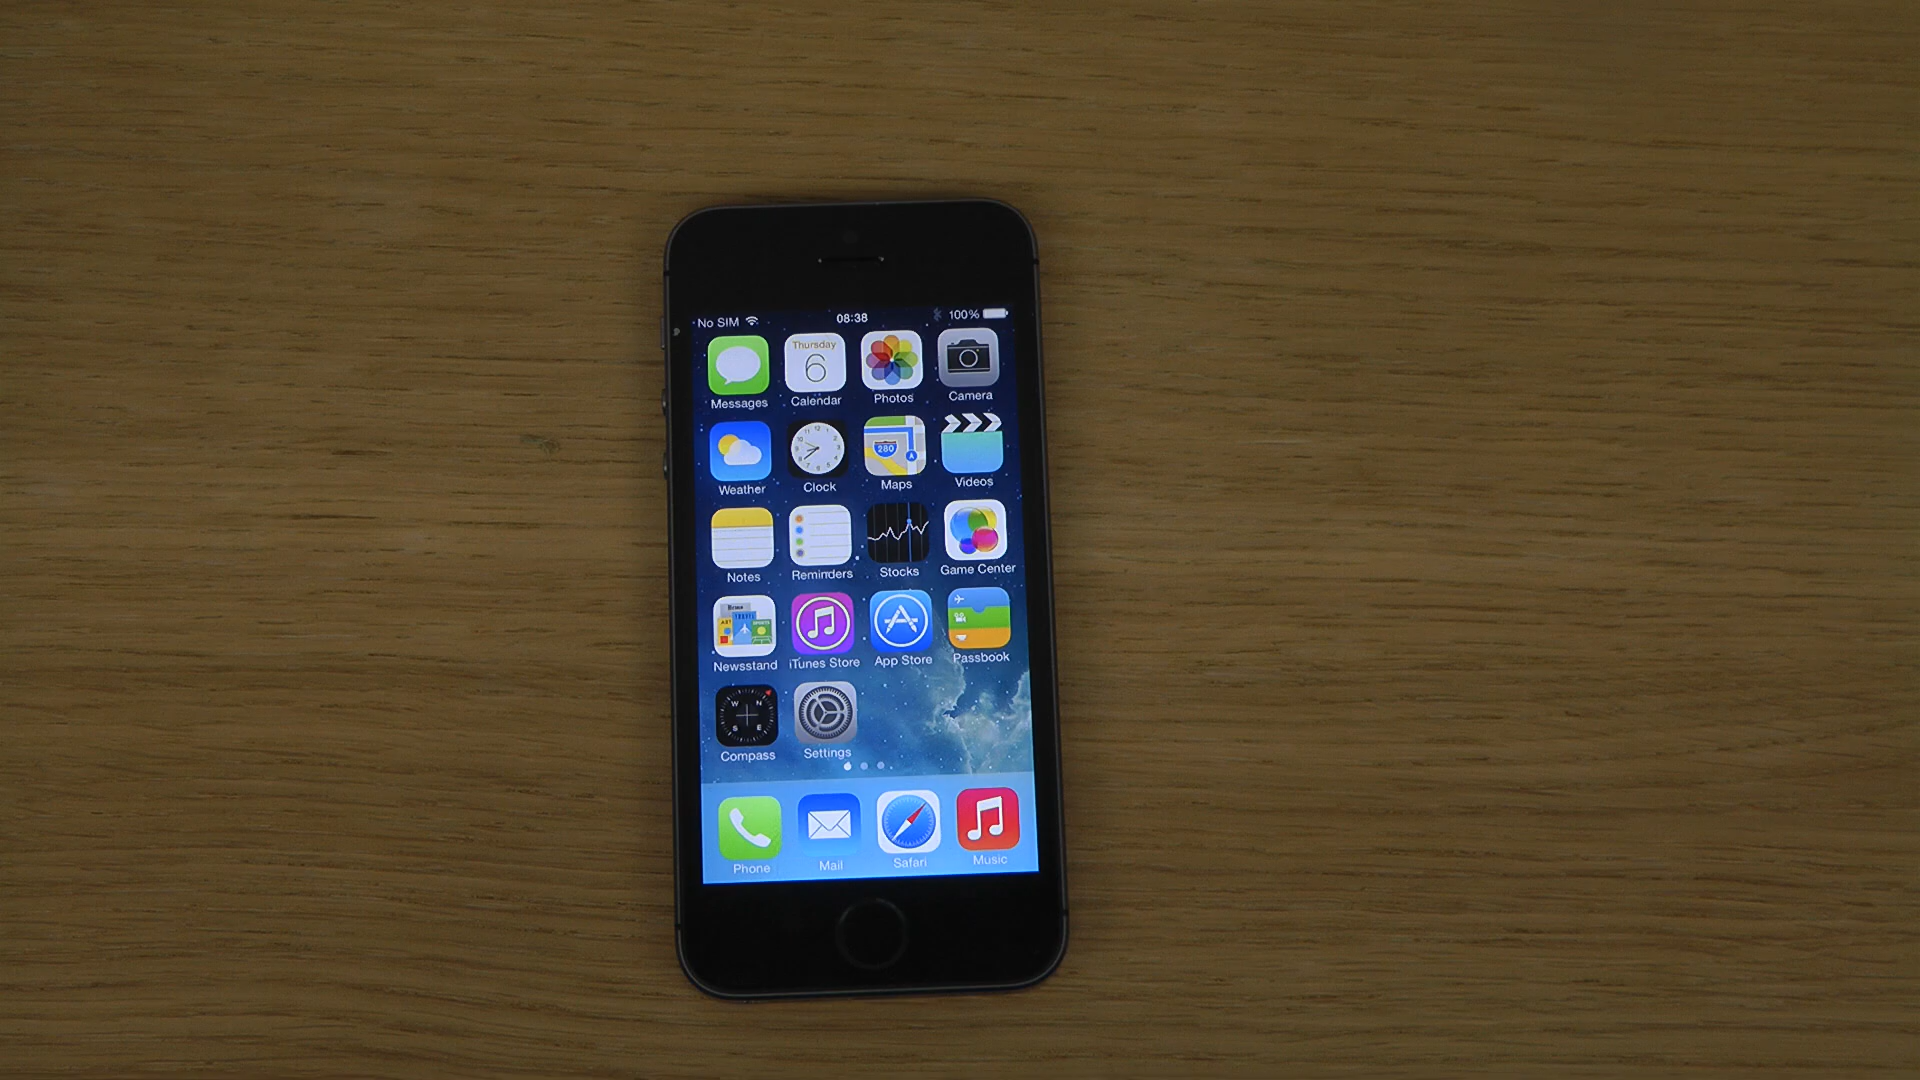 No SIM 08:38 100%
Thursday
6
Messages Calendar Photos Camera
280
Weather Clock Maps Videos
Notes Reminders Stocks Game Center
Newsstand iTunes Store App Store Passbook
W N
S E
Compass Settings
Phone Mail Safari Music